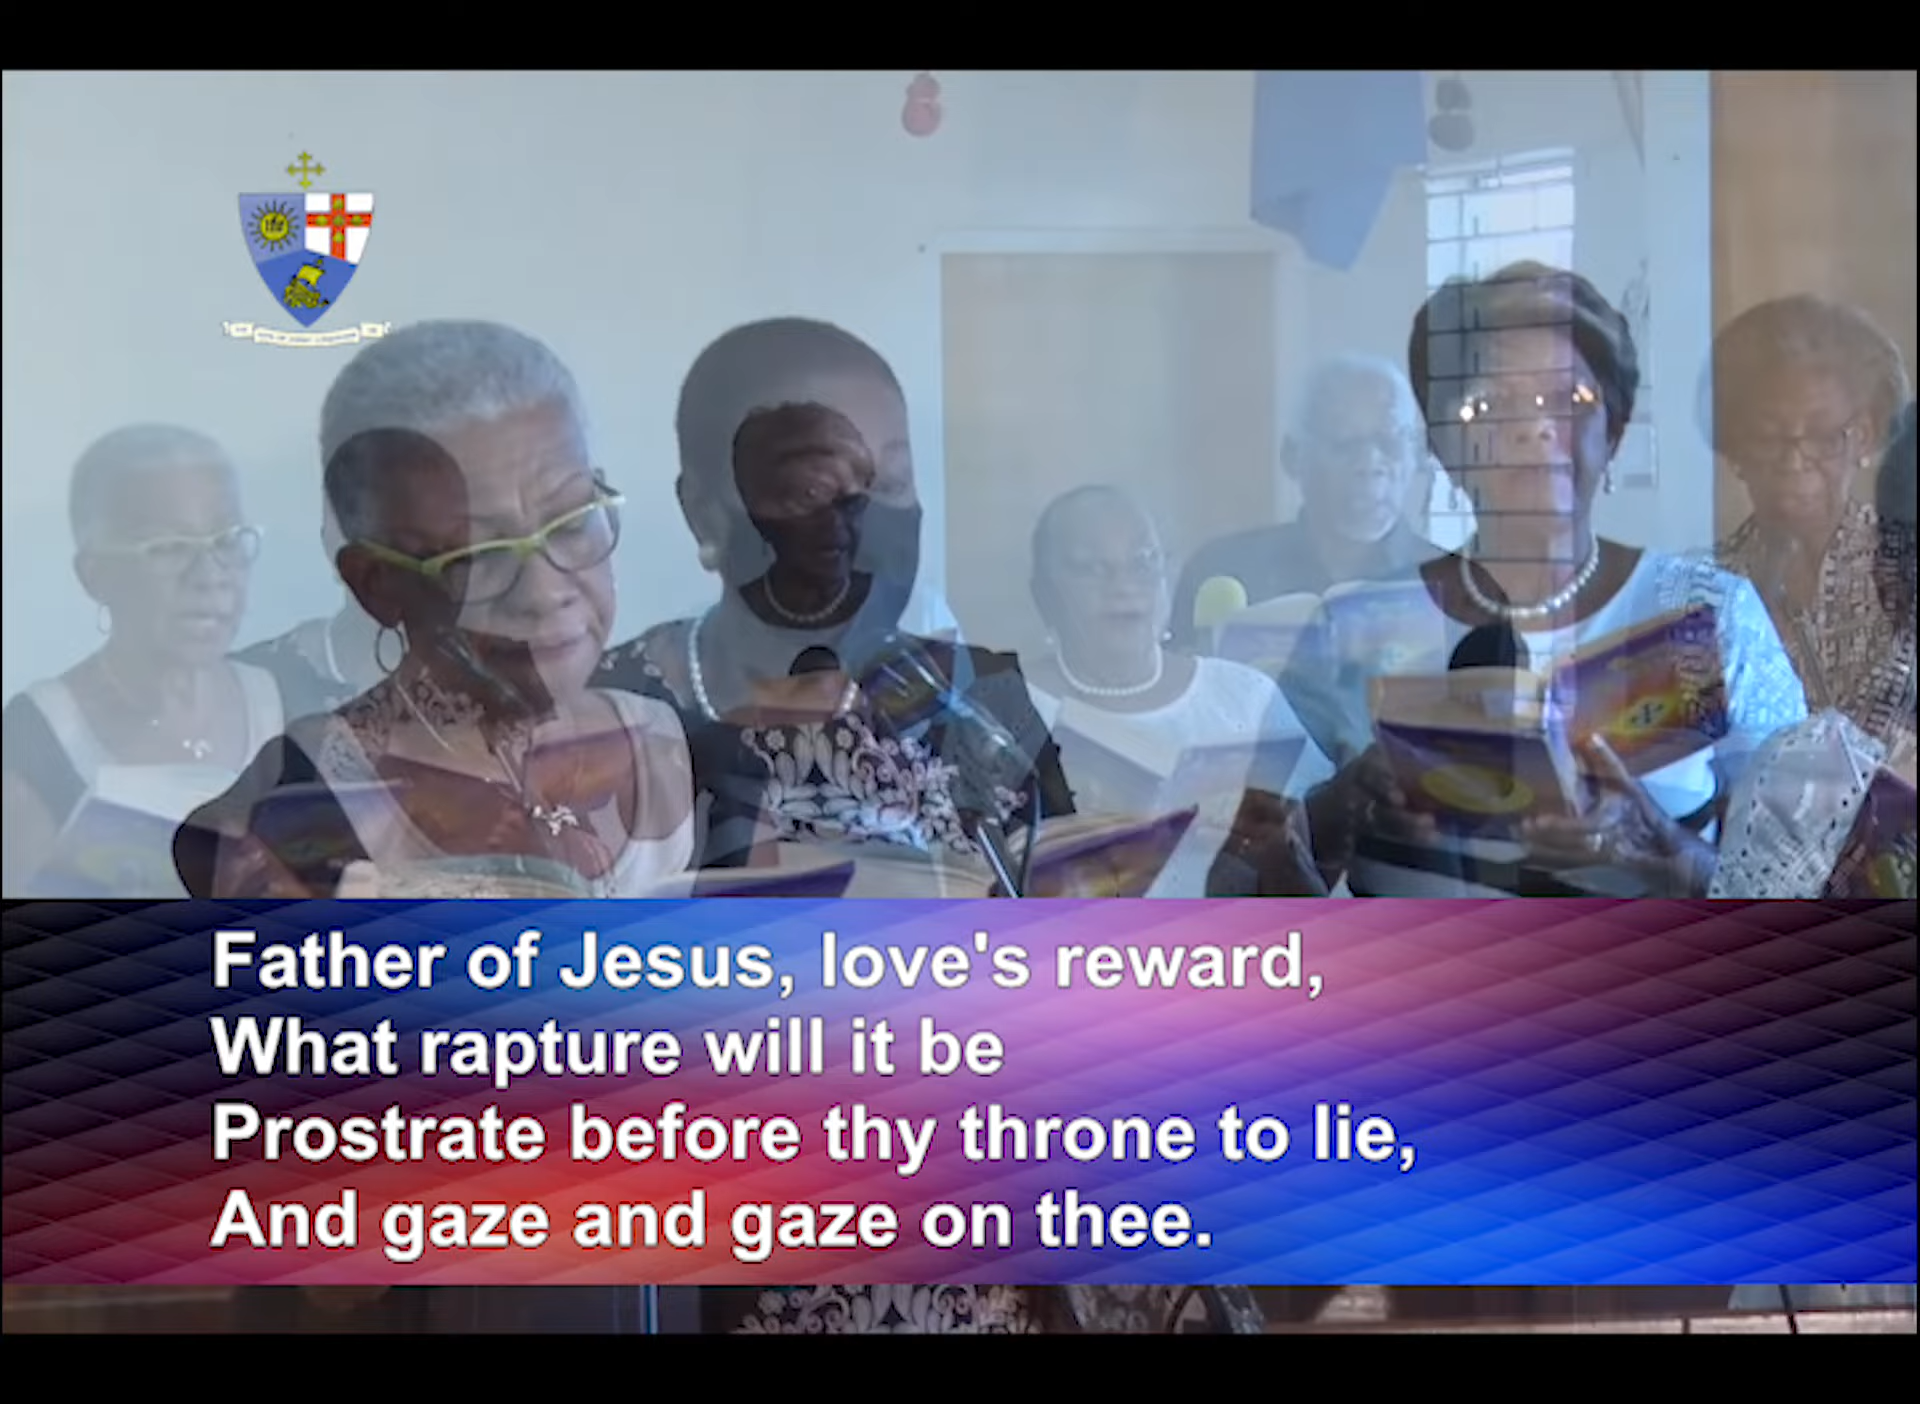 Father of Jesus, love's reward,
What rapture will it be
Prostrate before thy throne to lie,
And gaze and gaze on thee.